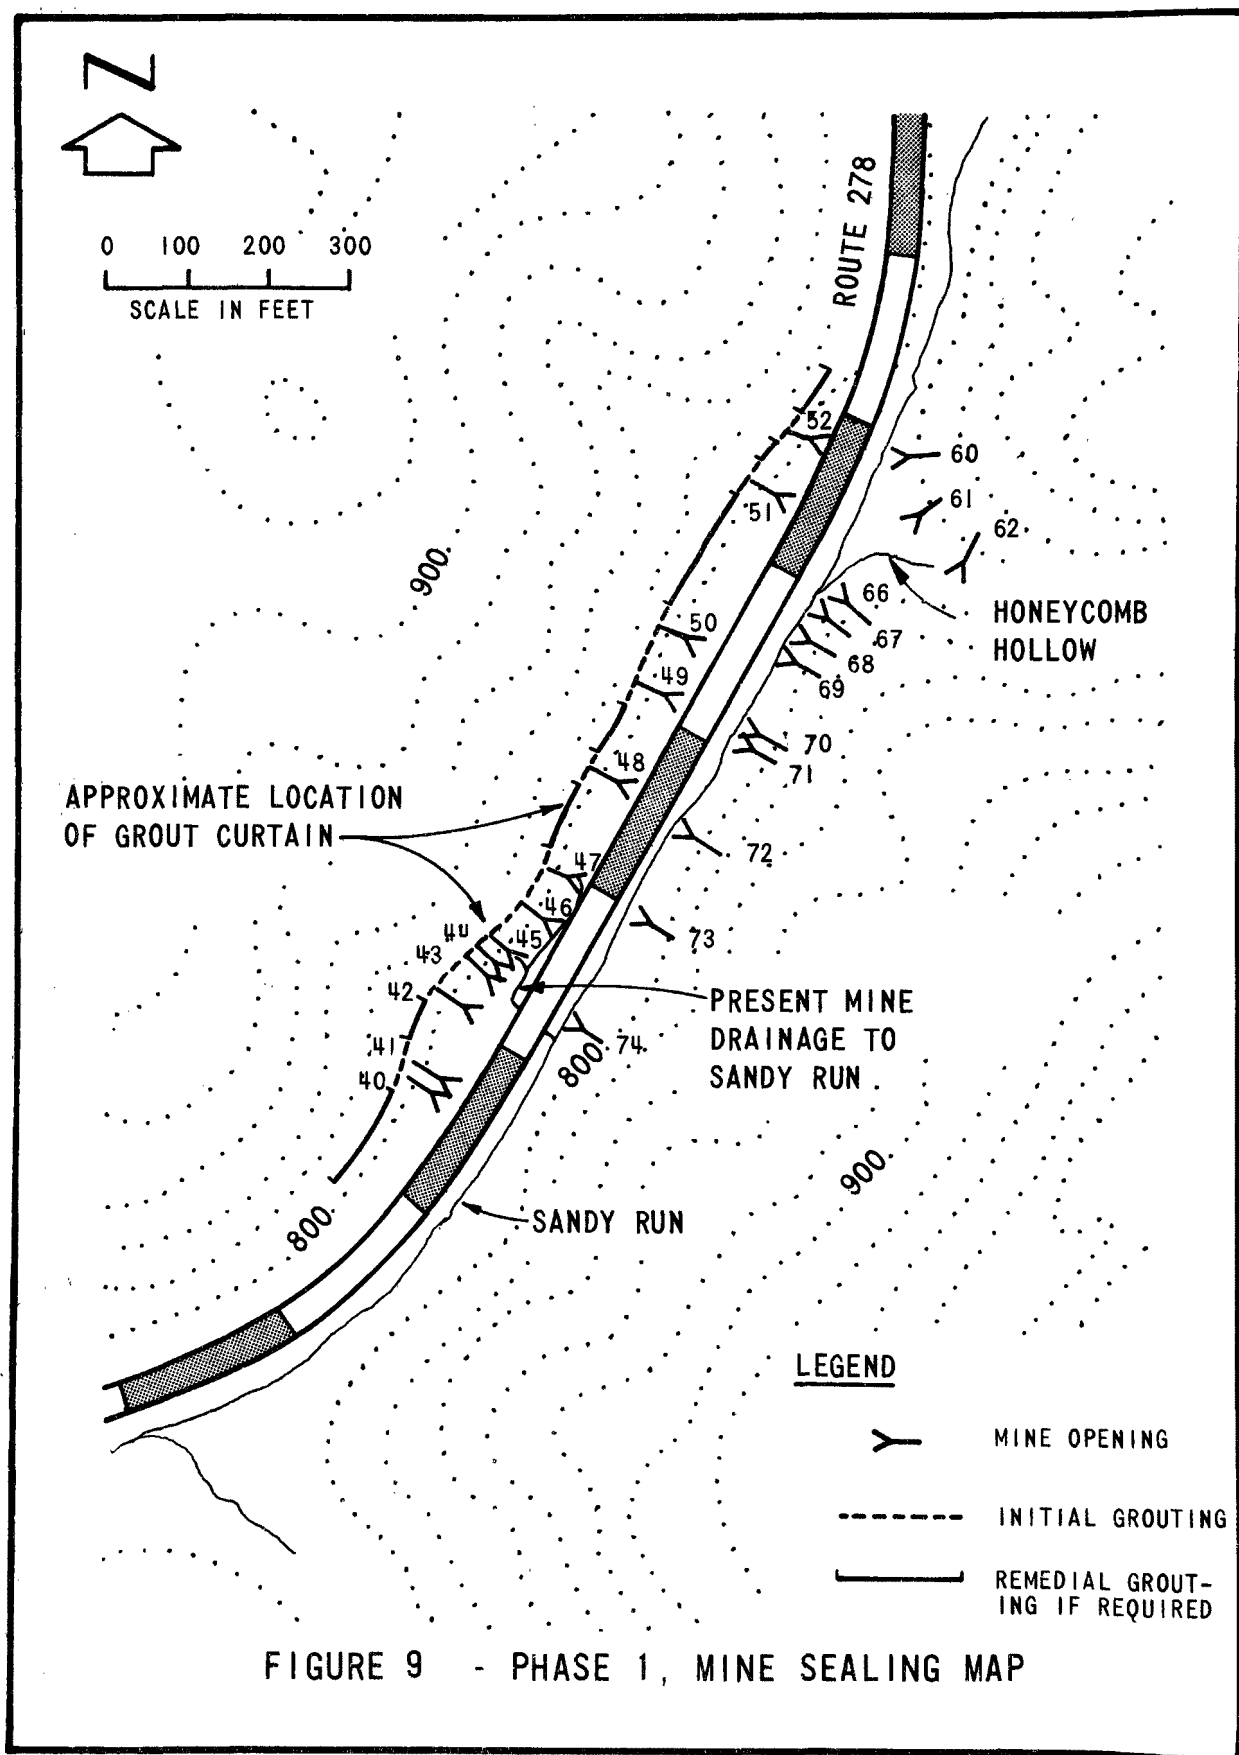 N
0 100 200 300
SCALE IN FEET
ROUTE 278
52
60
61
51
62
900
66
HONEYCOMB
HOLLOW
50
67
68
49
69
70
48
71
APPROXIMATE LOCATION
OF GROUT CURTAIN
72
47
46
45
44
43
73
42
PRESENT MINE
DRAINAGE TO
SANDY RUN
41
74
800
40
900
800
SANDY RUN
LEGEND
MINE OPENING
INITIAL GROUTING
REMEDIAL GROUT-
ING IF REQUIRED
FIGURE 9 - PHASE 1, MINE SEALING MAP